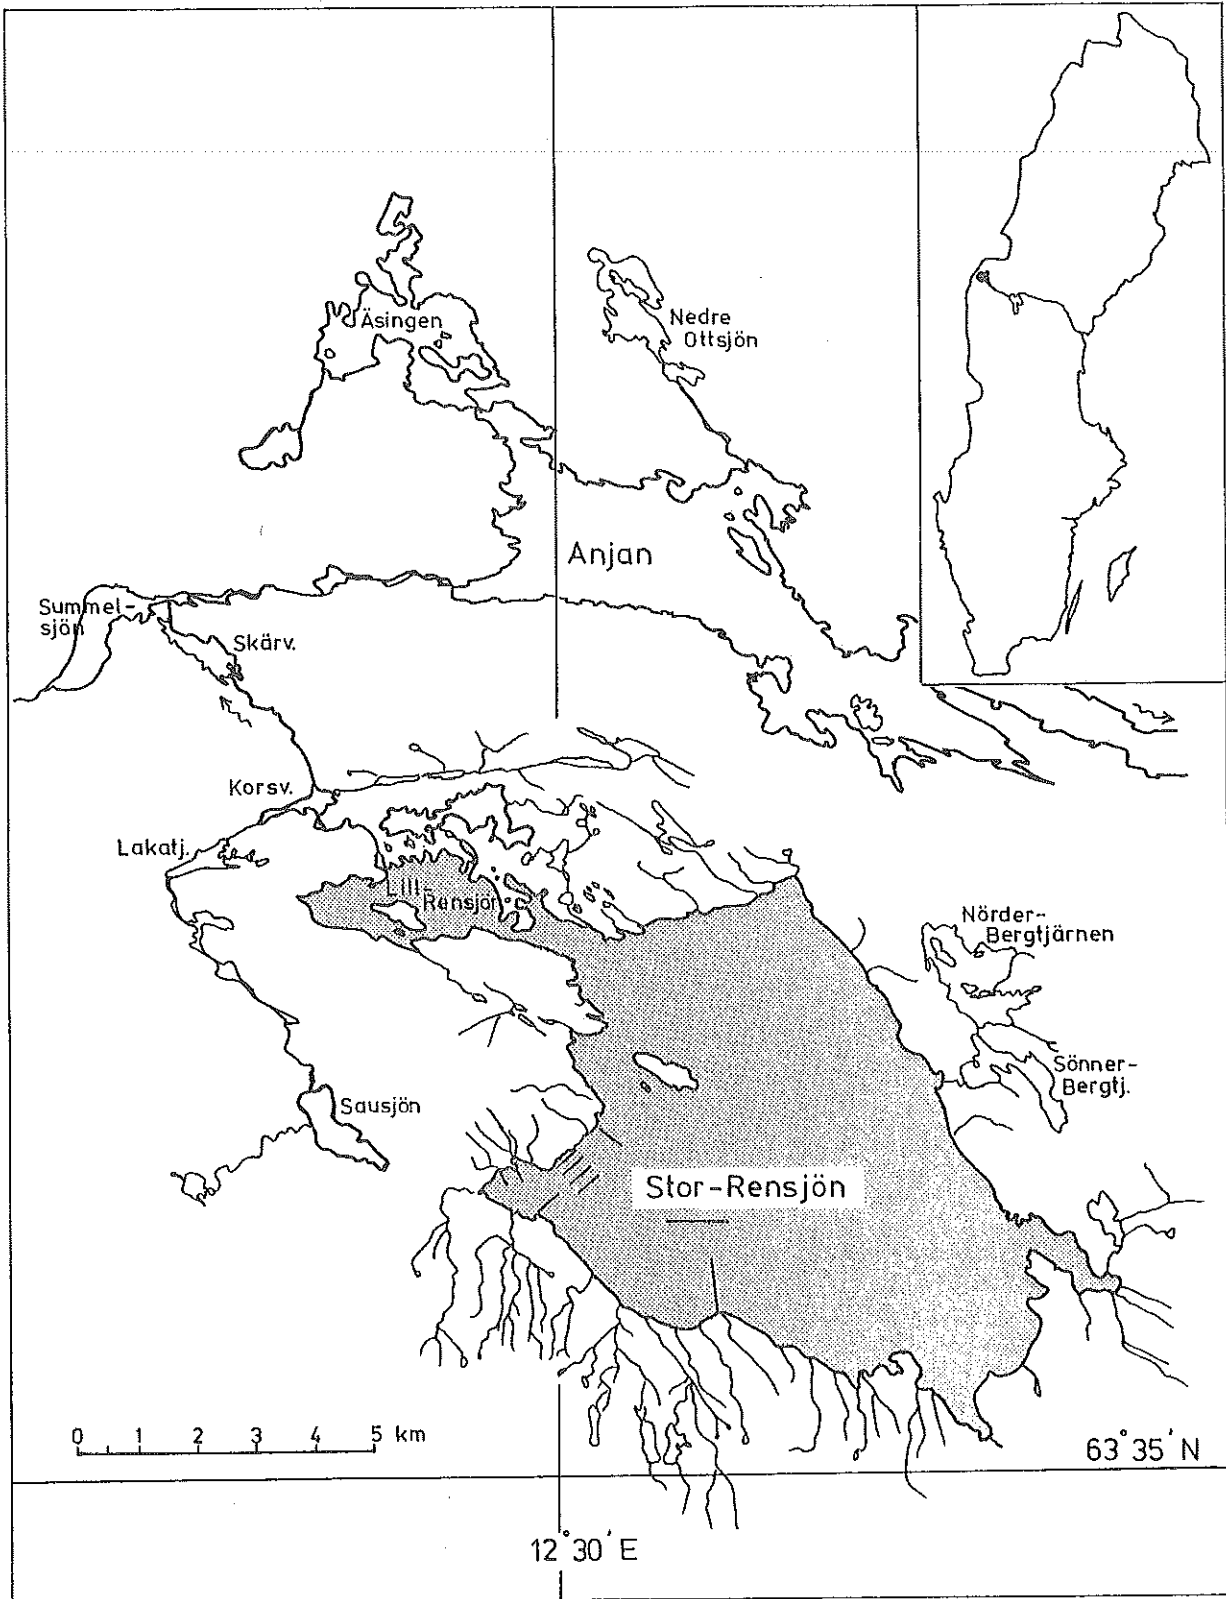 Äsingen
Nedre
Ottsjön
Anjan
Summel-
sjön
Skärv.
Korsv.
Lakatj.
Lill-
Rensjön
Nörder-
Bergtjärnen
Sönner-
Bergtj.
Sausjön
Stor-Rensjön
0 1 2 3 4 5 km
63°35'N
12°30'E